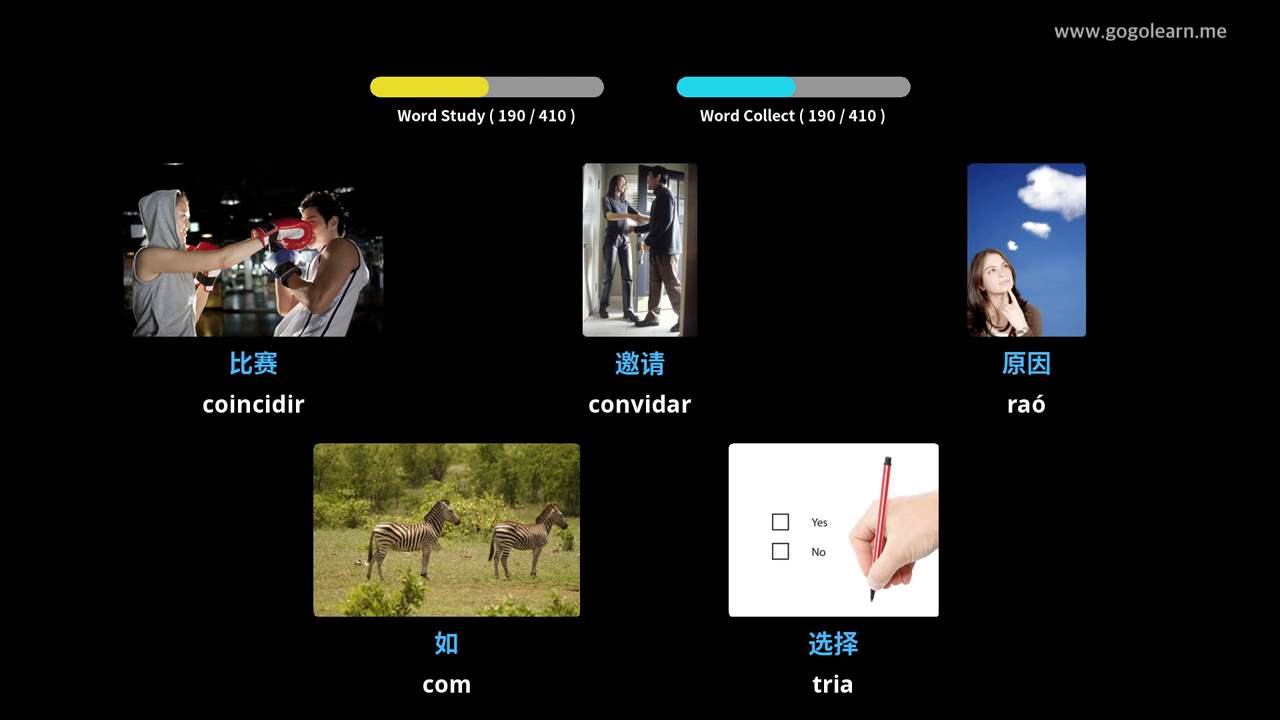 www.gogolearn.me
Word Study ( 190 / 410 )
Word Collect ( 190 / 410 )
比赛
coincidir
邀请
convidar
原因
raó
Yes
No
如
com
选择
tria